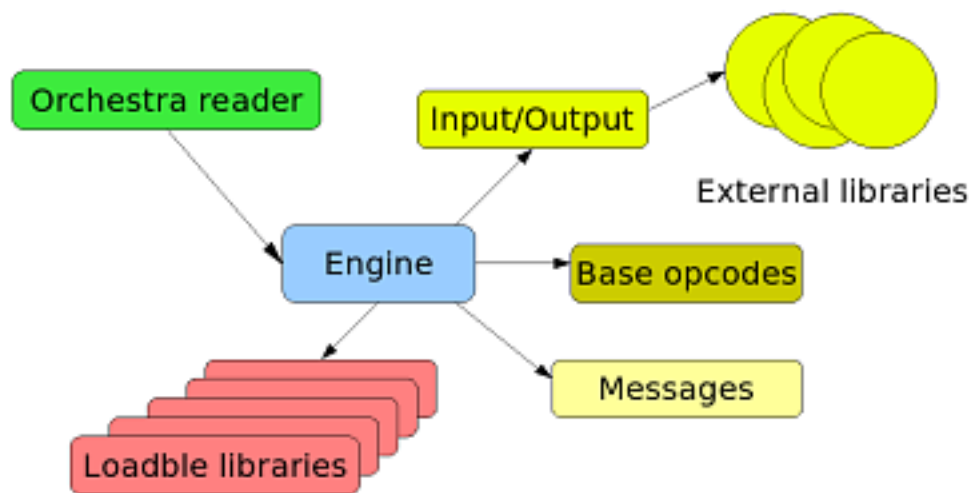 Orchestra reader
Input/Output
External libraries
Engine
Base opcodes
Messages
Loadble libraries